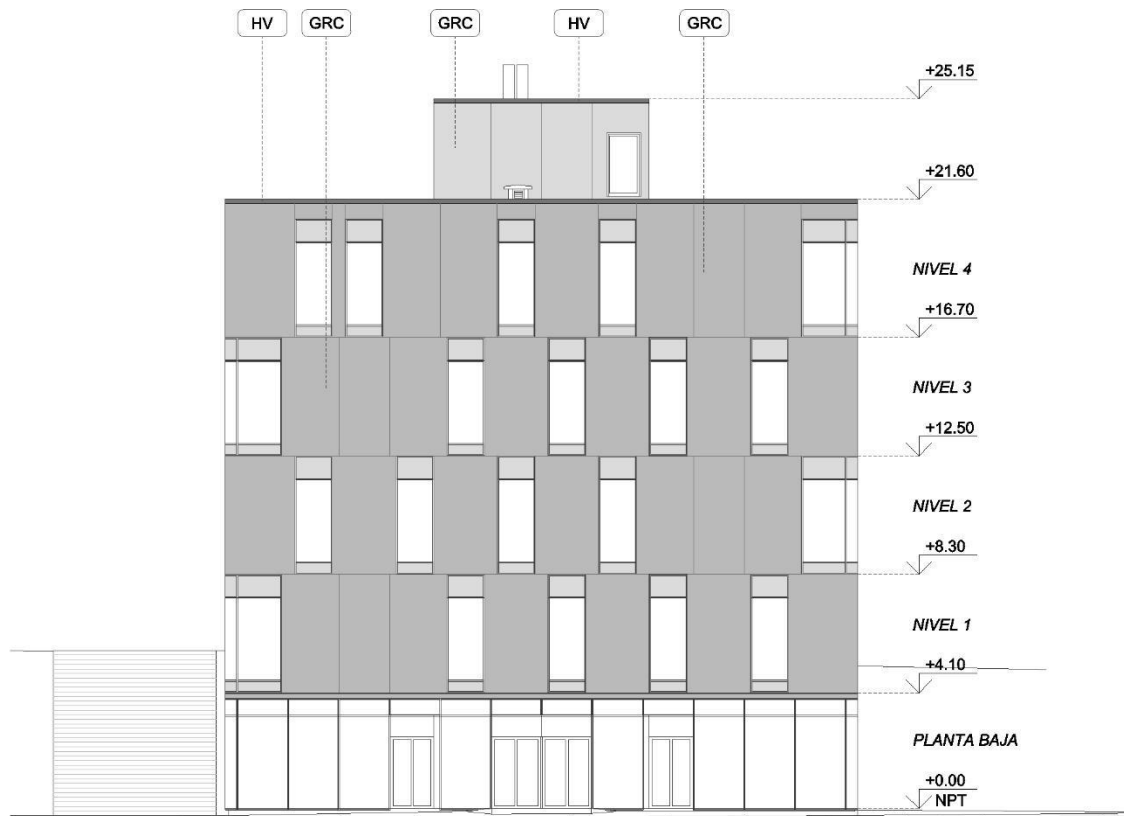 HV
GRC
GRC
HV
GRC
+25.15
+21.60
NIVEL 4
+16.70
NIVEL 3
+12.50
NIVEL 2
+8.30
NIVEL 1
+4.10
PLANTA BAJA
+0.00
NPT